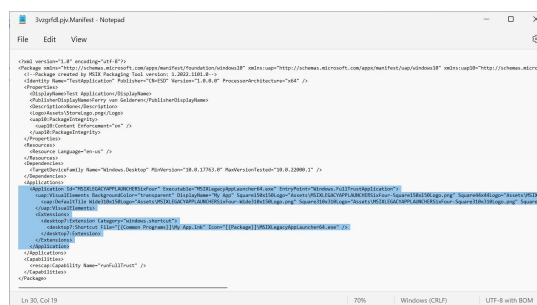 3vzgrfdl.pjv.Manifest - Notepad
File Edit View
<?xml version="1.0" encoding="utf-8"?>
<Package xmlns="http://schemas.microsoft.com/appx/manifest/foundation/windows10" xmlns:uap="http://schemas.microsoft.com/appx/manifest/uap/windows10" xmlns:uap10="http://schemas.micro
<!--Package created by MSIX Packaging Tool version: 1.2022.1101.0-->
<Identity Name="TestApplication" Publisher="CN=ESD" Version="1.0.0.0" ProcessorArchitecture="x64" />
<Properties>
<DisplayName>Test Application</DisplayName>
<PublisherDisplayName>Ferry van Gelderen</PublisherDisplayName>
<Description>None</Description>
<Logo>Assets\StoreLogo.png</Logo>
<uap10:PackageIntegrity>
<uap10:Content Enforcement="on" />
</uap10:PackageIntegrity>
</Properties>
<Resources>
<Resource Language="en-us" />
</Resources>
<Dependencies>
<TargetDeviceFamily Name="Windows.Desktop" MinVersion="10.0.17763.0" MaxVersionTested="10.0.22000.1" />
</Dependencies>
<Applications>
<Application Id="MSIXLEGACYAPPLAUNCHERSixFour" Executable="MSIXLegacyAppLauncher64.exe" EntryPoint="Windows.FullTrustApplication">
<uap:VisualElements BackgroundColor="transparent" DisplayName="My App" Square150x150Logo="Assets\MSIXLEGACYAPPLAUNCHERSixFour-Square150x150Logo.png" Square44x44Logo="Assets\MSIX
<uap:DefaultTile Wide310x150Logo="Assets\MSIXLEGACYAPPLAUNCHERSixFour-Wide310x150Logo.png" Square310x310Logo="Assets\MSIXLEGACYAPPLAUNCHERSixFour-Square310x310Logo.png" Square
</uap:VisualElements>
<Extensions>
<desktop7:Extension Category="windows.shortcut">
<desktop7:Shortcut File="[{Common Programs}]\My App.lnk" Icon="[{Package}]\MSIXLegacyAppLauncher64.exe" />
</desktop7:Extension>
</Extensions>
</Application>
</Applications>
<Capabilities>
<rescap:Capability Name="runFullTrust" />
</Capabilities>
</Package>
Ln 30, Col 19 70% Windows (CRLF) UTF-8 with BOM